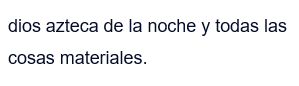 dios azteca de la noche y todas las
cosas materiales.